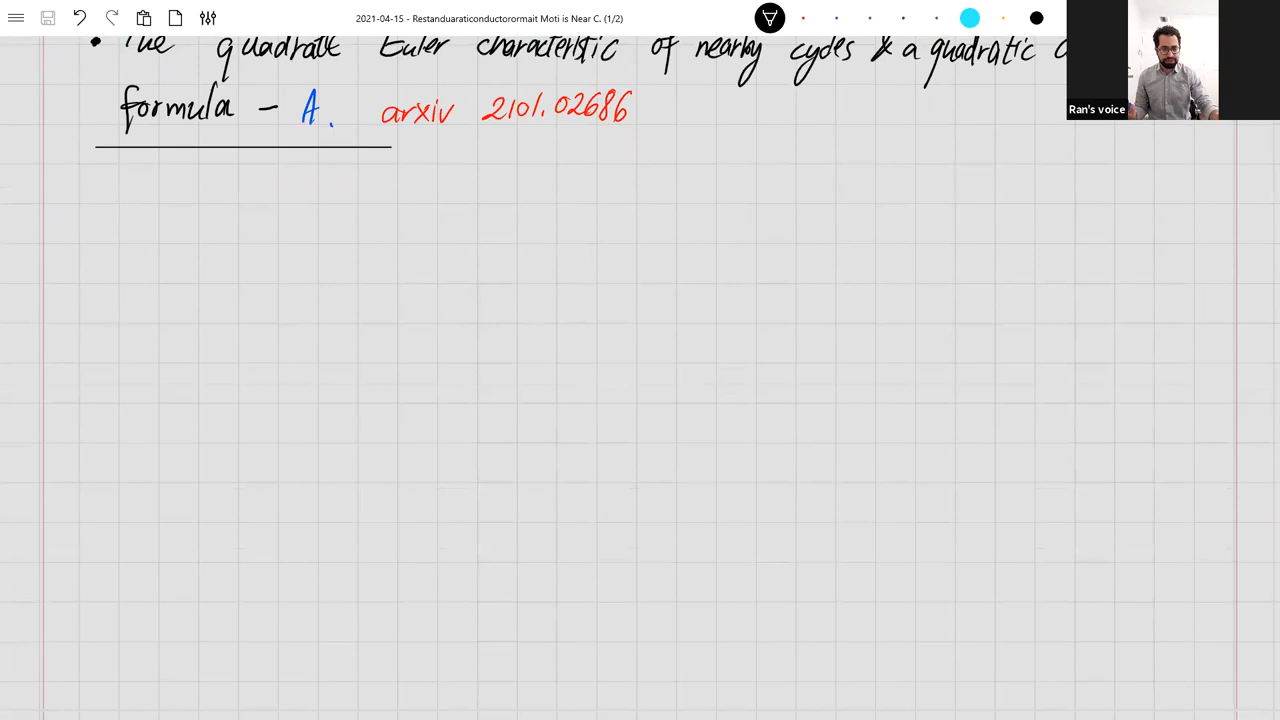 2021-04-15 - Restanduaraticonductorormait Moti is Near C. (1/2)
• The quadratic Euler characteristic of nearby cycles & a quadratic
formula - A. arxiv 2101.02686
Ran's voice